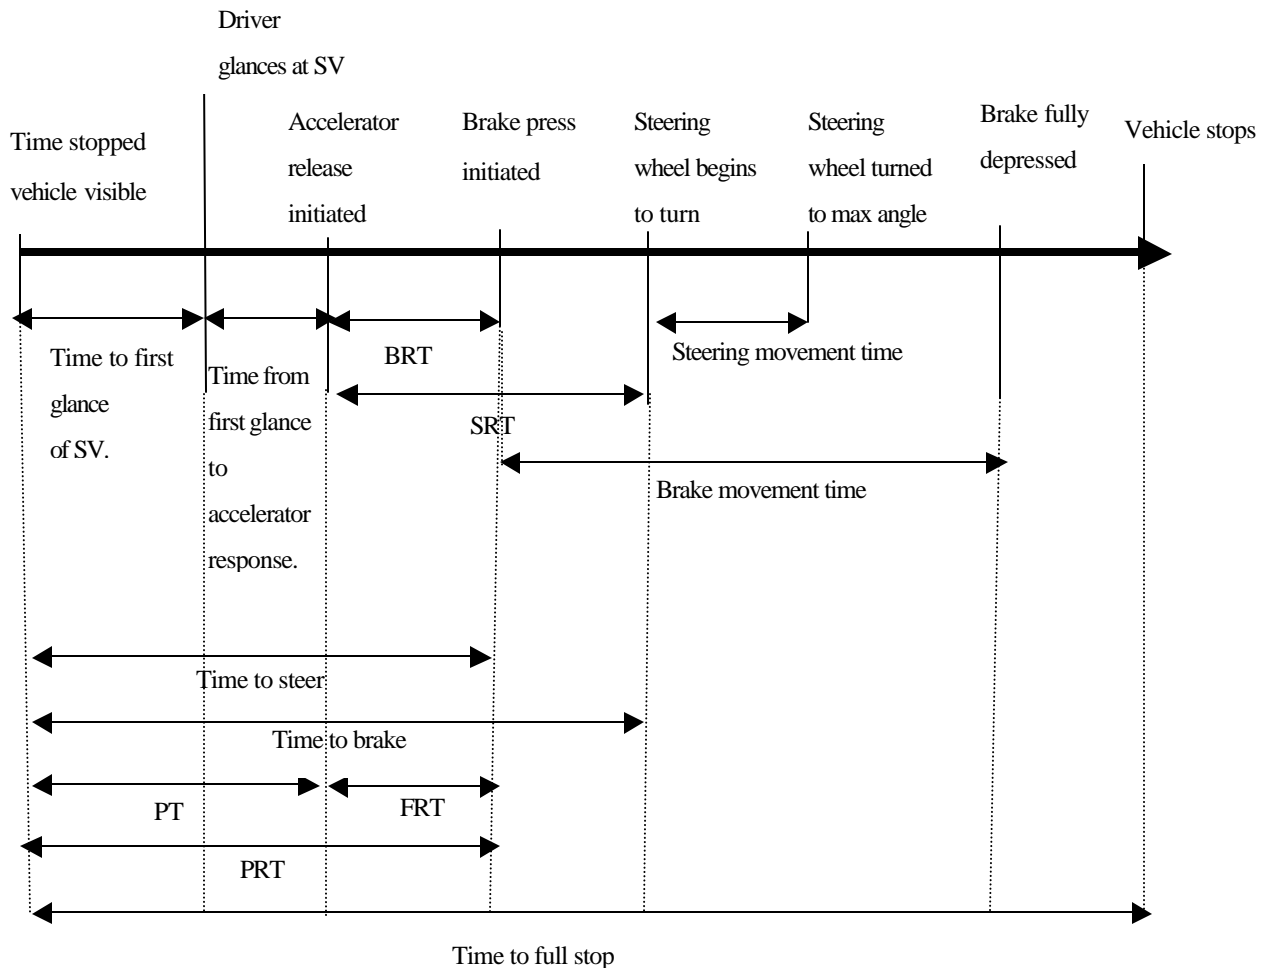 Driver
glances at SV
Time stopped
vehicle visible
Accelerator
release
initiated
Brake press
initiated
Steering
wheel begins
to turn
Steering
wheel turned
to max angle
Brake fully
depressed
Vehicle stops
Time to first
glance
of SV.
Time from
first glance
to
accelerator
response.
BRT
SRT
Steering movement time
Brake movement time
Time to steer
Time to brake
PT
FRT
PRT
Time to full stop